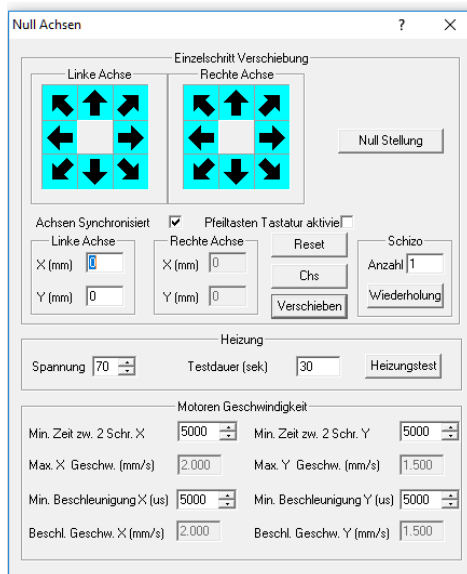 Null Achsen ?
Einzelschritt Verschiebung
Linke Achse Rechte Achse
Null Stellung
Achsen Synchronisiert Pfeiltasten Tastatur aktivie
Linke Achse Rechte Achse Reset Schizo
X (mm) 0 X (mm) 0 Chs Anzahl 1
Y (mm) 0 Y (mm) 0 Verschieben Wiederholung
Heizung
Spannung 70 Testdauer (sek) 30 Heizungstest
Motoren Geschwindigkeit
Min. Zeit zw. 2 Schr. X 5000 Min. Zeit zw. 2 Schr. Y 5000
Max. X Geschw. (mm/s) 2.000 Max. Y Geschw. (mm/s) 1.500
Min. Beschleunigung X (us) 5000 Min. Beschleunigung Y (us) 5000
Beschl. Geschw. X (mm/s) 2.000 Beschl. Geschw. Y (mm/s) 1.500